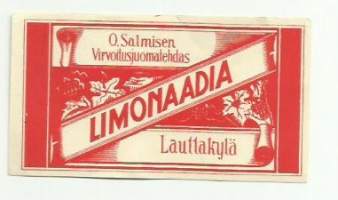 O. Salmisen
Virvoitusjuomatehdas
LIMONAADIA
Lauttakylä